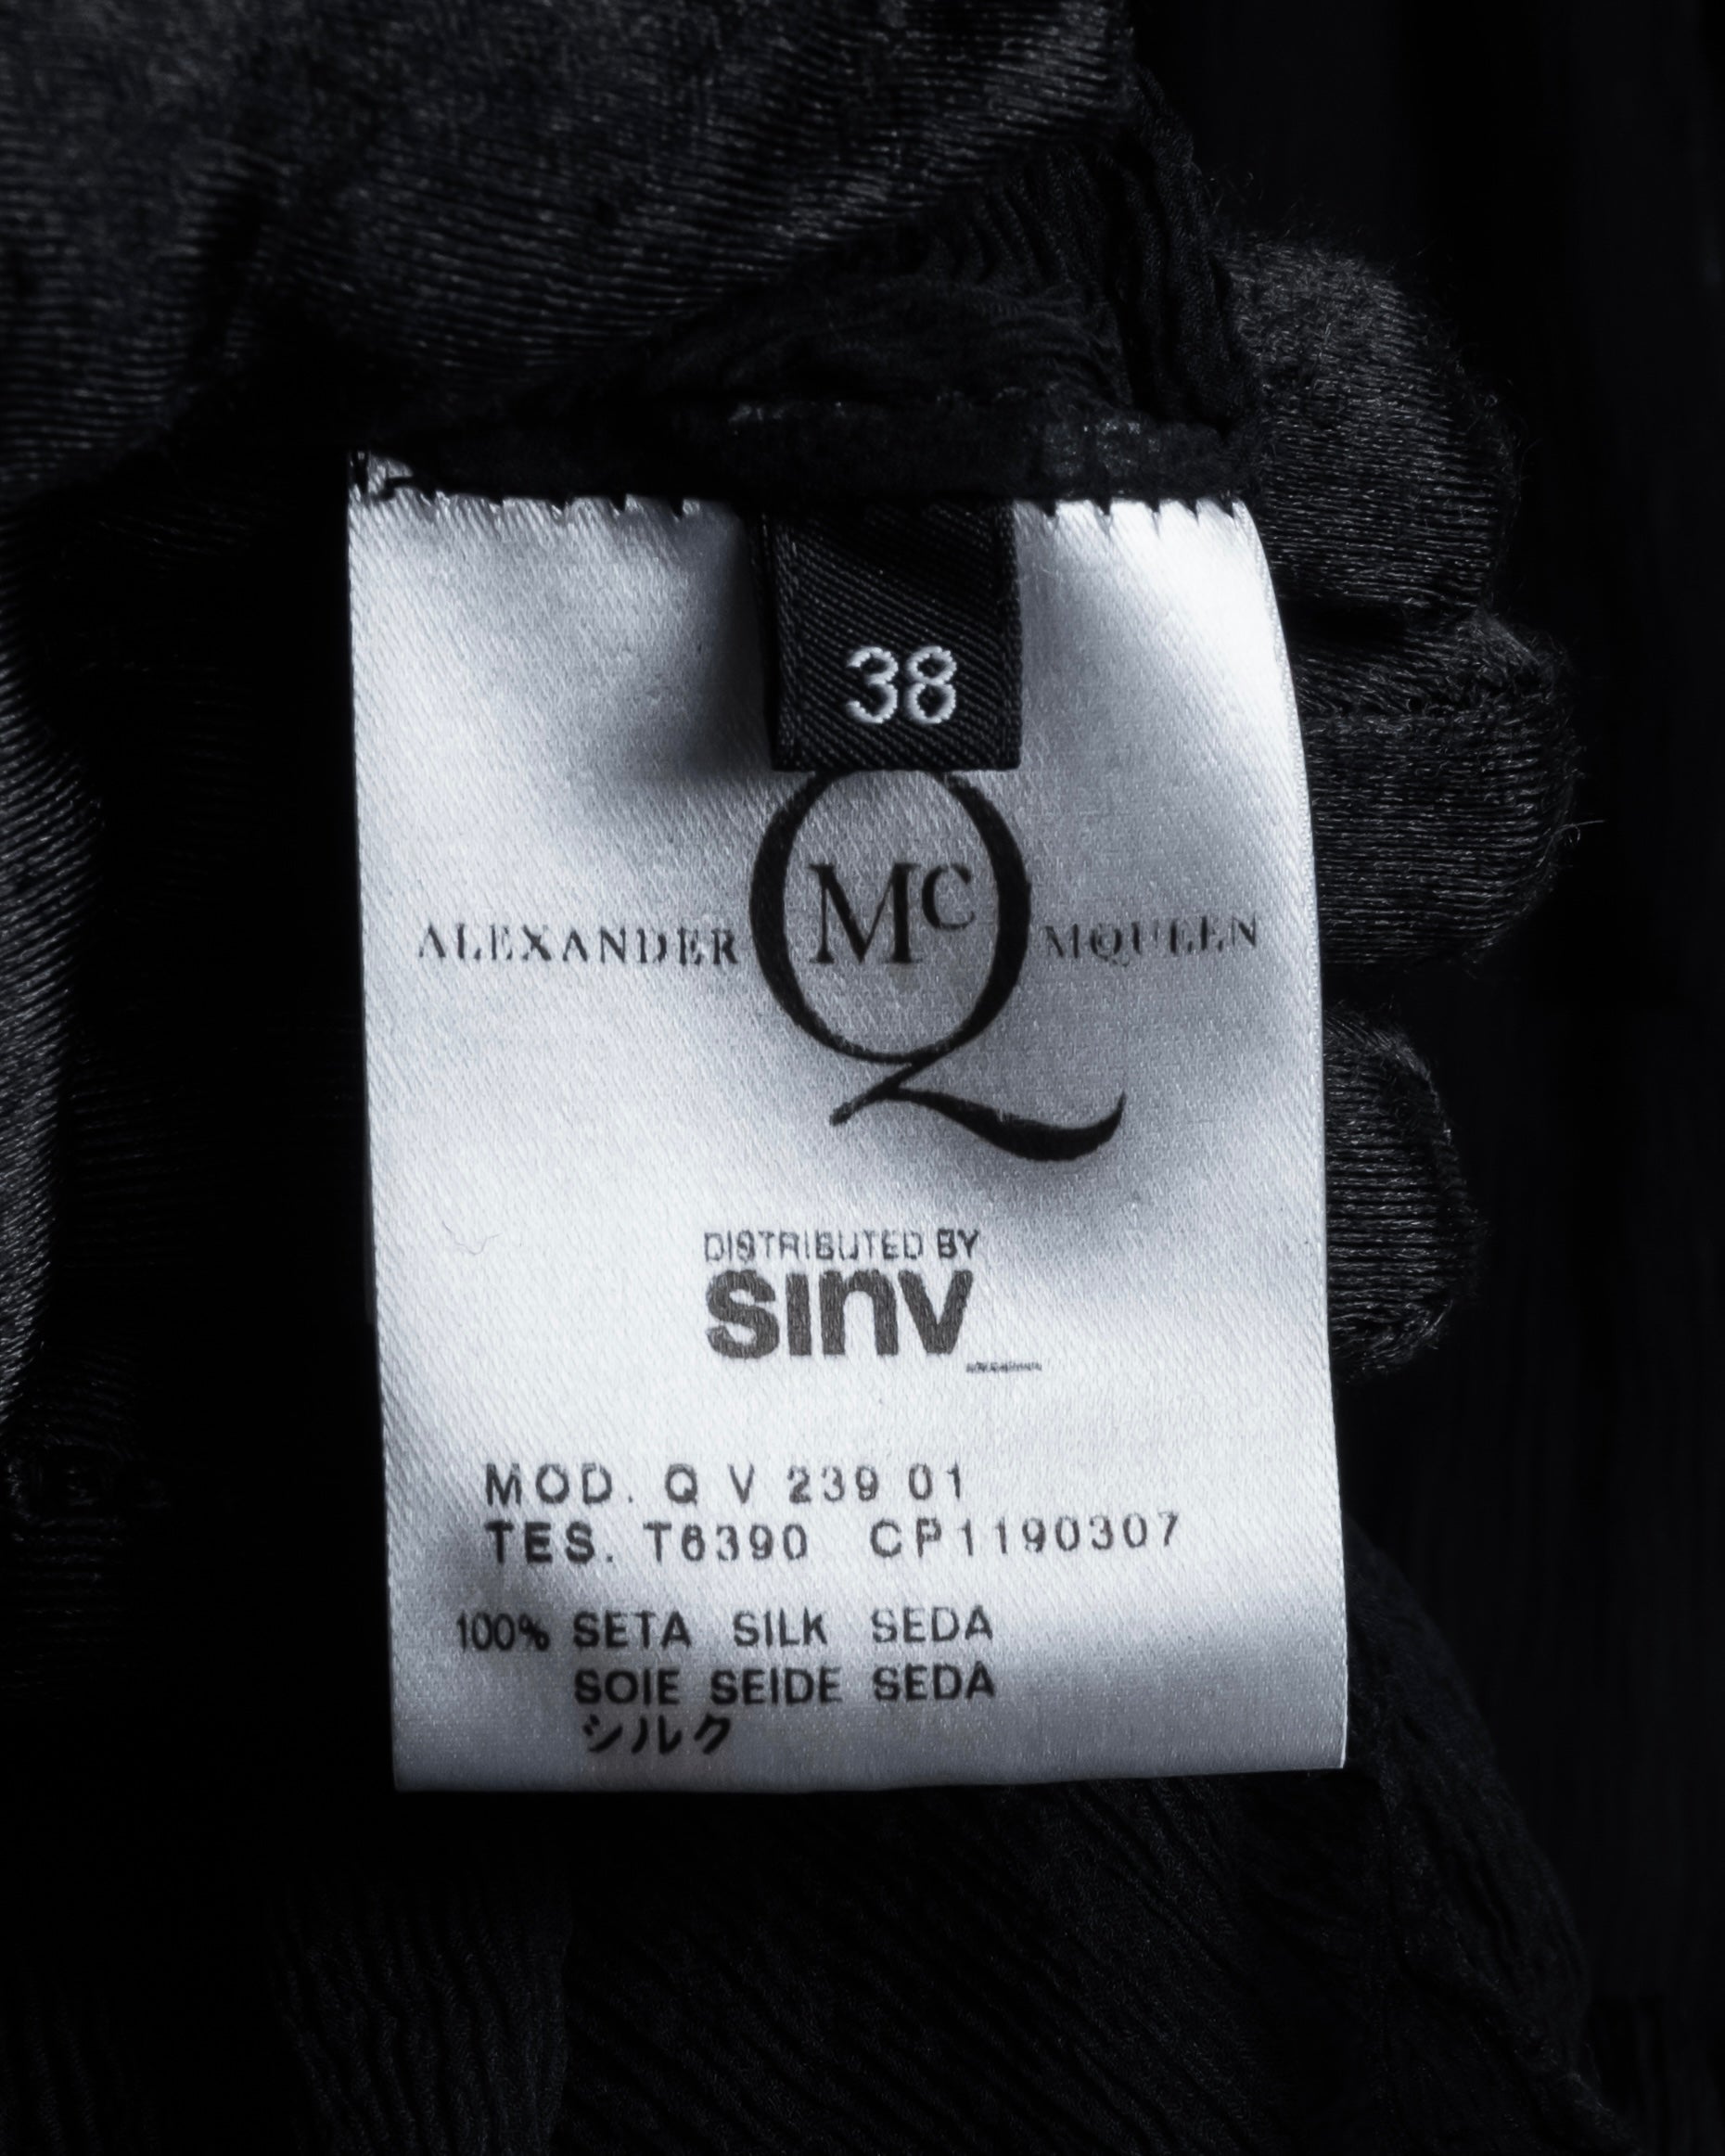 38
McQ
ALEXANDER MQUEEN
DISTRIBUTED BY
sinv
MOD. Q V 239 01
TES. T6390 CP1190307
100% SETA SILK SEDA
SOIE SEIDE SEDA
シルク